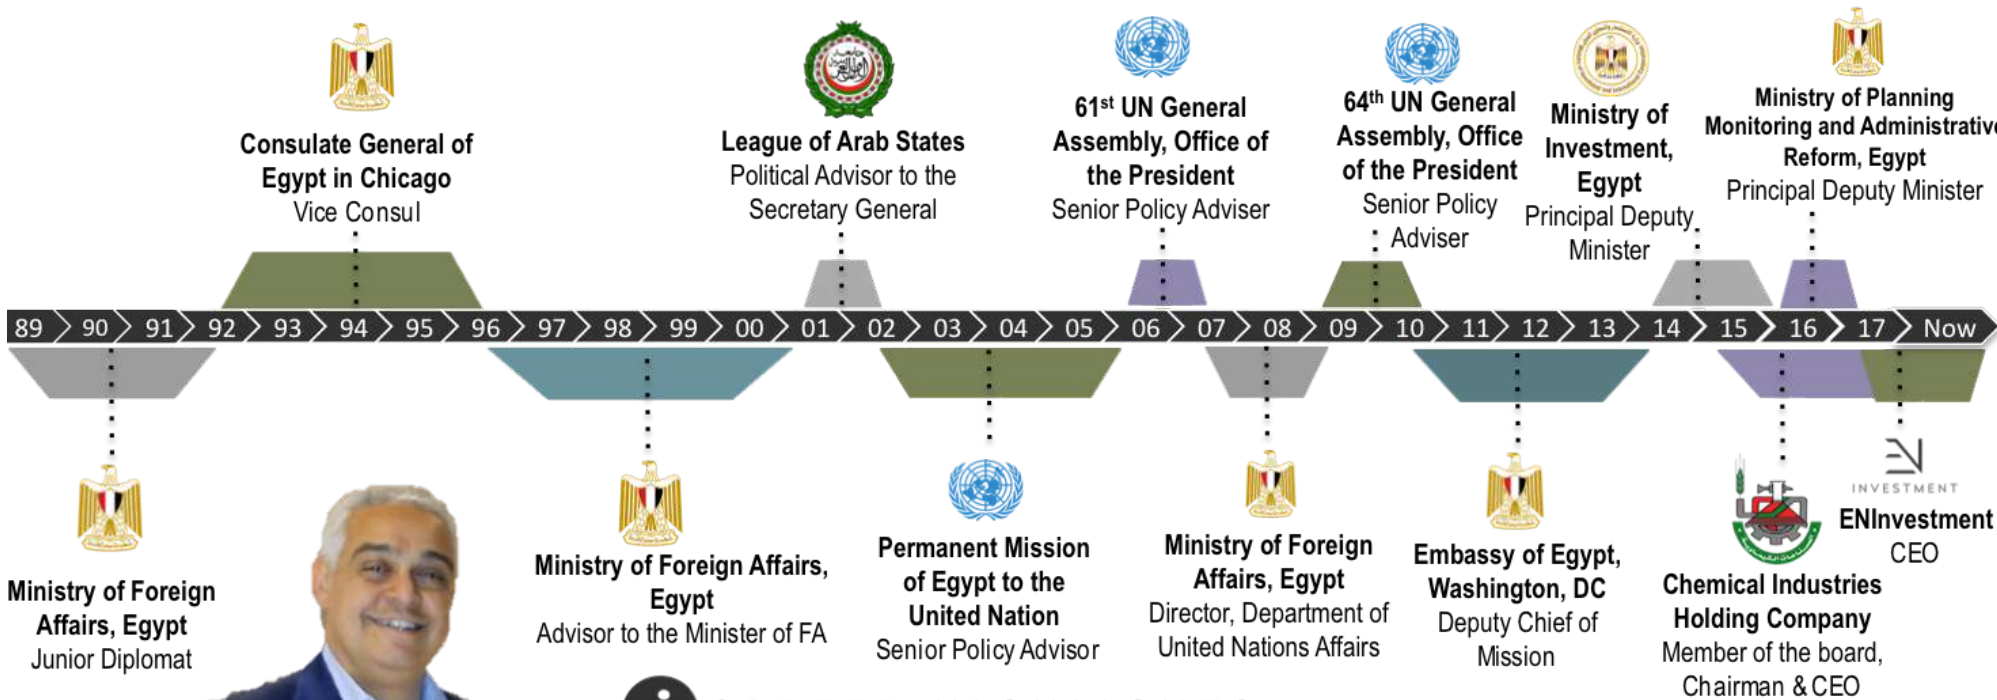 Consulate General of
Egypt in Chicago
Vice Consul
League of Arab States
Political Advisor to the
Secretary General
61st UN General
Assembly, Office of
the President
Senior Policy Adviser
64th UN General
Assembly, Office
of the President
Senior Policy
Adviser
Ministry of
Investment,
Egypt
Principal Deputy
Minister
Ministry of Planning
Monitoring and Administrative
Reform, Egypt
Principal Deputy Minister
89 90 91 92 93 94 95 96 97 98 99 00 01 02 03 04 05 06 07 08 09 10 11 12 13 14 15 16 17 Now
Ministry of Foreign
Affairs, Egypt
Junior Diplomat
Ministry of Foreign Affairs,
Egypt
Advisor to the Minister of FA
Permanent Mission
of Egypt to the
United Nation
Senior Policy Advisor
Ministry of Foreign
Affairs, Egypt
Director, Department of
United Nations Affairs
Embassy of Egypt,
Washington, DC
Deputy Chief of
Mission
Chemical Industries
Holding Company
Member of the board,
Chairman & CEO
EN
INVESTMENT
ENInvestment
CEO